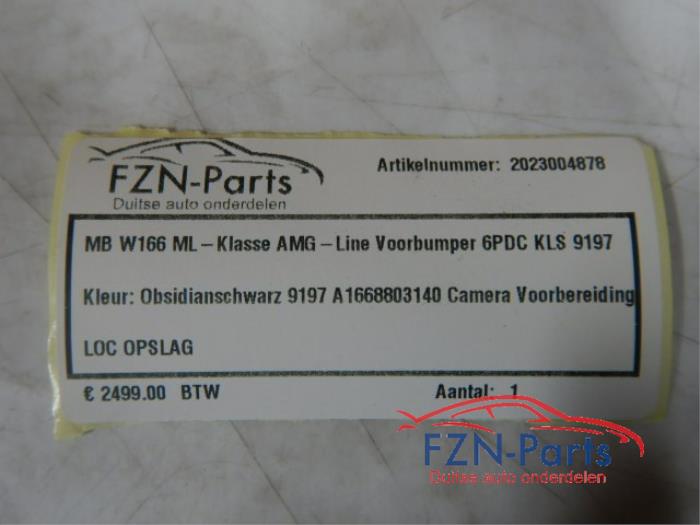 FZN-Parts
Duitse auto onderdelen
Artikelnummer: 2023004878
MB W166 ML-Klasse AMG-Line Voorbumper 6PDC KLS 9197
Kleur: Obsidianschwarz 9197 A1668803140 Camera Voorbereiding
LOC OPSLAG
€ 2499.00 BTW
Aantal: 1
FZN-Parts
Duitse auto onderdelen